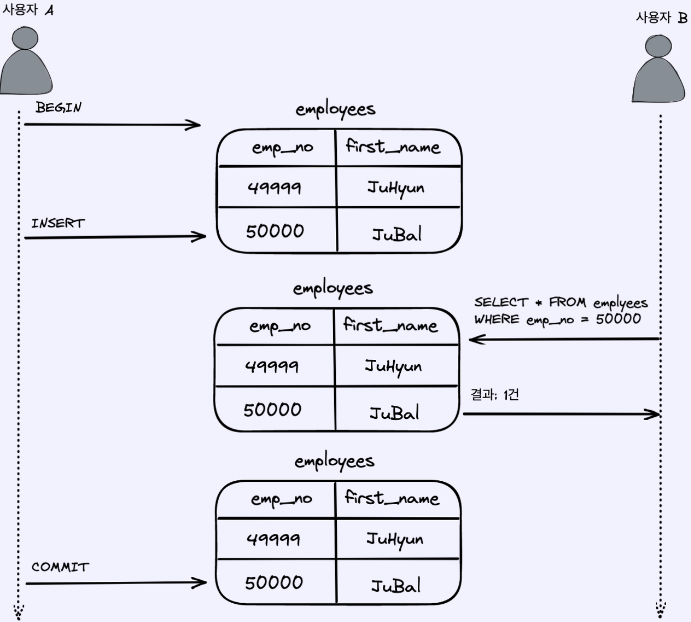 사용자 A
사용자 B
BEGIN
employees
emp_no first_name
49999 JuHyun
INSERT
50000 JuBal
employees
SELECT * FROM emplyees
WHERE emp_no = 50000
emp_no first_name
49999 JuHyun
결과: 1건
50000 JuBal
employees
emp_no first_name
49999 JuHyun
COMMIT
50000 JuBal